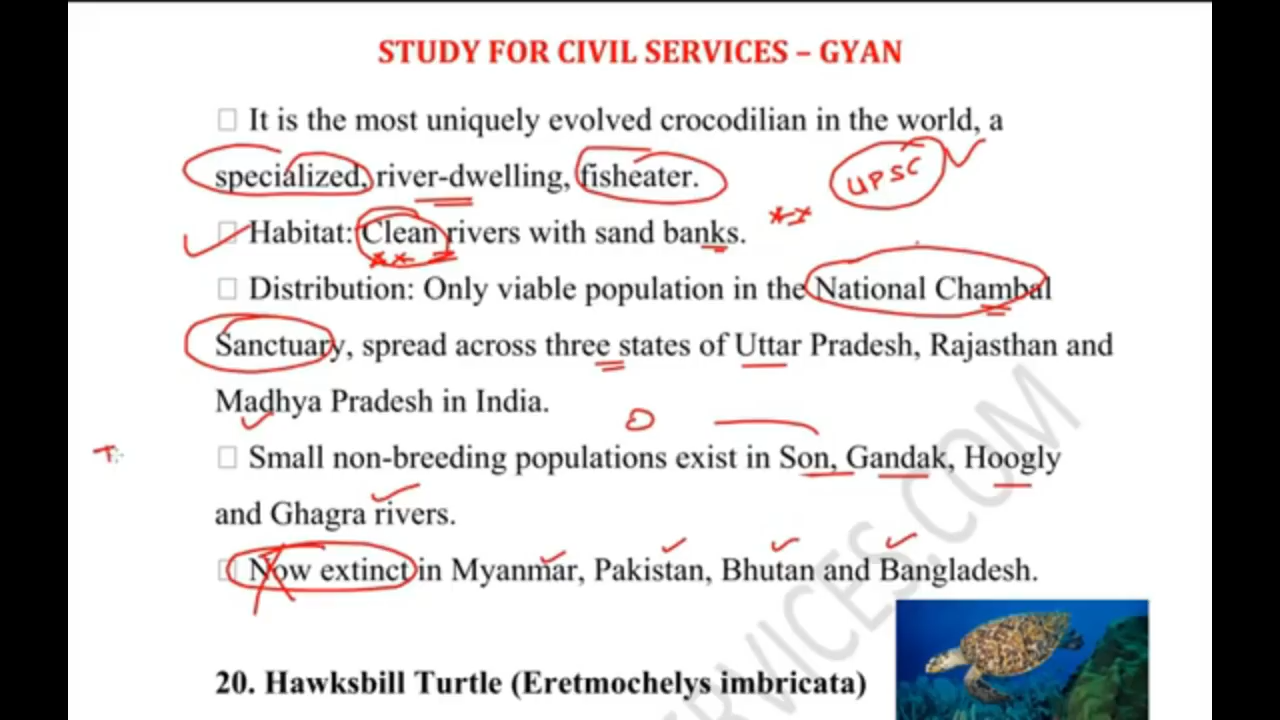 STUDY FOR CIVIL SERVICES – GYAN
It is the most uniquely evolved crocodilian in the world, a
specialized, river-dwelling, fisheater.
UPSC
Habitat: Clean rivers with sand banks.
Distribution: Only viable population in the National Chambal
Sanctuary, spread across three states of Uttar Pradesh, Rajasthan and
Madhya Pradesh in India.
Small non-breeding populations exist in Son, Gandak, Hoogly
and Ghagra rivers.
Now extinct in Myanmar, Pakistan, Bhutan and Bangladesh.
20. Hawksbill Turtle (Eretmochelys imbricata)
RVICES.COM